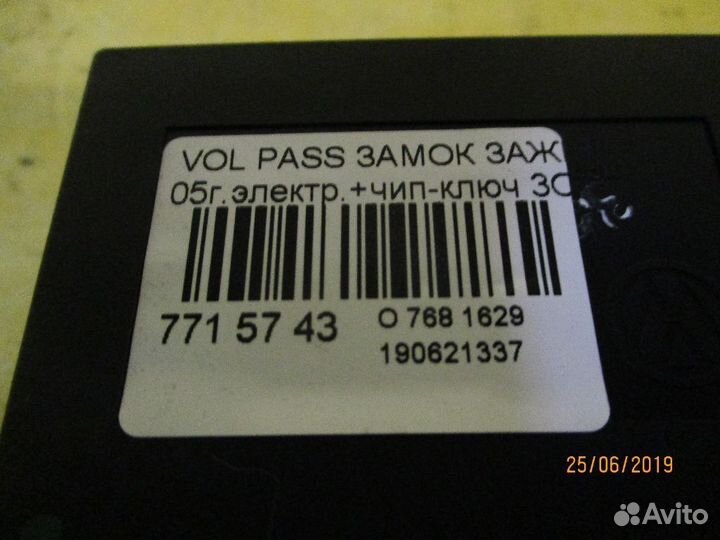 VOL PASS ЗАМОК ЗАЖ
05г.электр.+чип-ключ 3С
771 57 43
О 768 1629
190621337
25/06/2019
Avito